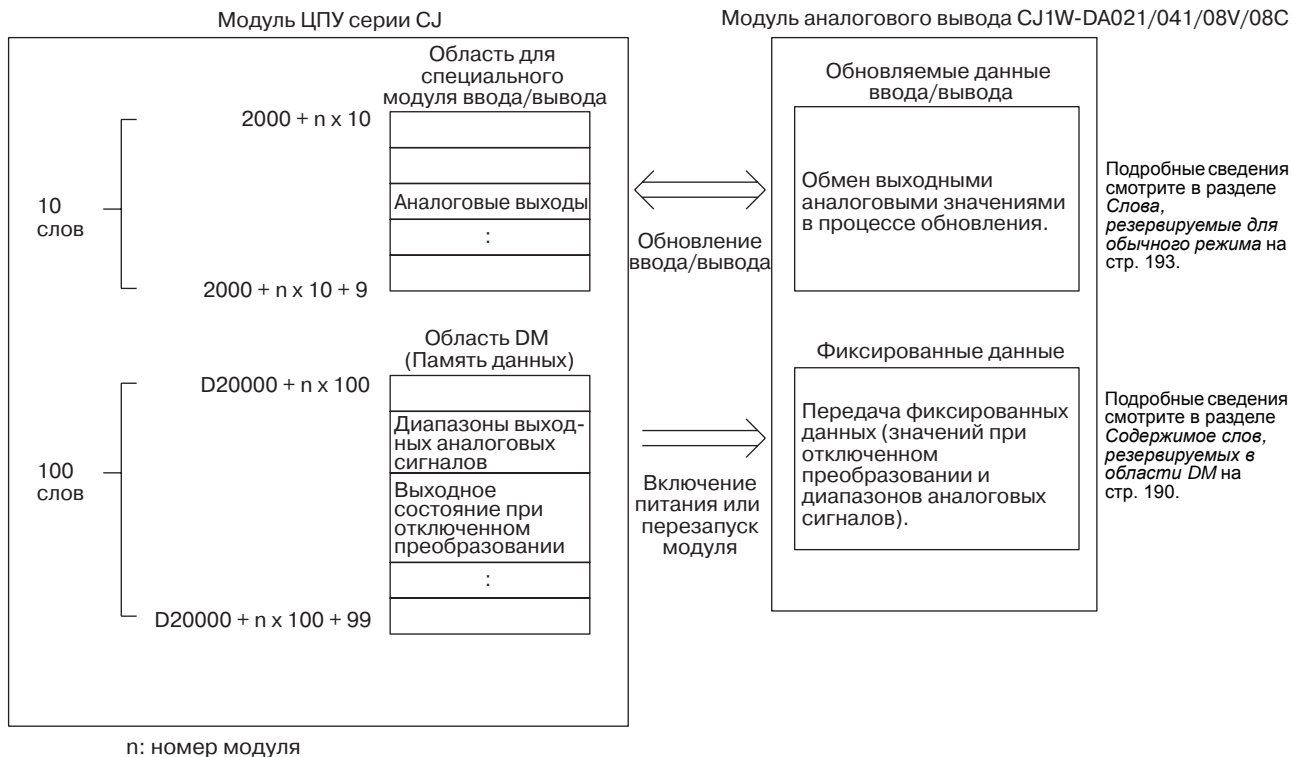 Модуль ЦПУ серии CJ
Модуль аналогового вывода CJ1W-DA021/041/08V/08C
Область для
специального
модуля ввода/вывода
2000 + n x 10
10
слов
Аналоговые выходы
:
2000 + n x 10 + 9
Обновление
ввода/вывода
Обновляемые данные
ввода/вывода
Обмен выходными
аналоговыми значениями
в процессе обновления.
Подробные сведения
смотрите в разделе
Слова,
резервируемые для
обычного режима на
стр. 193.
Область DM
(Память данных)
D20000 + n x 100
100
слов
Диапазоны выход-
ных аналоговых
сигналов
Выходное
состояние при
отключенном
преобразовании
:
D20000 + n x 100 + 99
Включение
питания или
перезапуск
модуля
Фиксированные данные
Передача фиксированных
данных (значений при
отключенном
преобразовании и
диапазонов аналоговых
сигналов).
Подробные сведения
смотрите в разделе
Содержимое слов,
резервируемых в
области DM на
стр. 190.
n: номер модуля